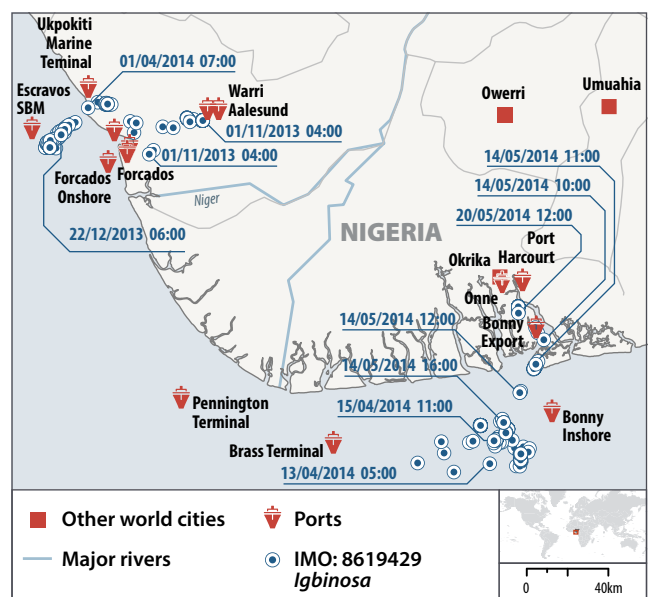 Ukpokiti
Marine
Teminal
01/04/2014 07:00
Escravos
SBM
Warri
Aalesund
01/11/2013 04:00
01/11/2013 04:00
Forcados
Forcados
Onshore
22/12/2013 06:00
Niger
NIGERIA
Owerri
Umuahia
14/05/2014 11:00
14/05/2014 10:00
20/05/2014 12:00
Port
Harcourt
Okrika
Onne
Bonny
Export
14/05/2014 12:00
14/05/2014 16:00
15/04/2014 11:00
13/04/2014 05:00
Pennington
Terminal
Brass Terminal
Bonny
Inshore
Other world cities
Ports
Major rivers
IMO: 8619429
Igbinosa
0 40km